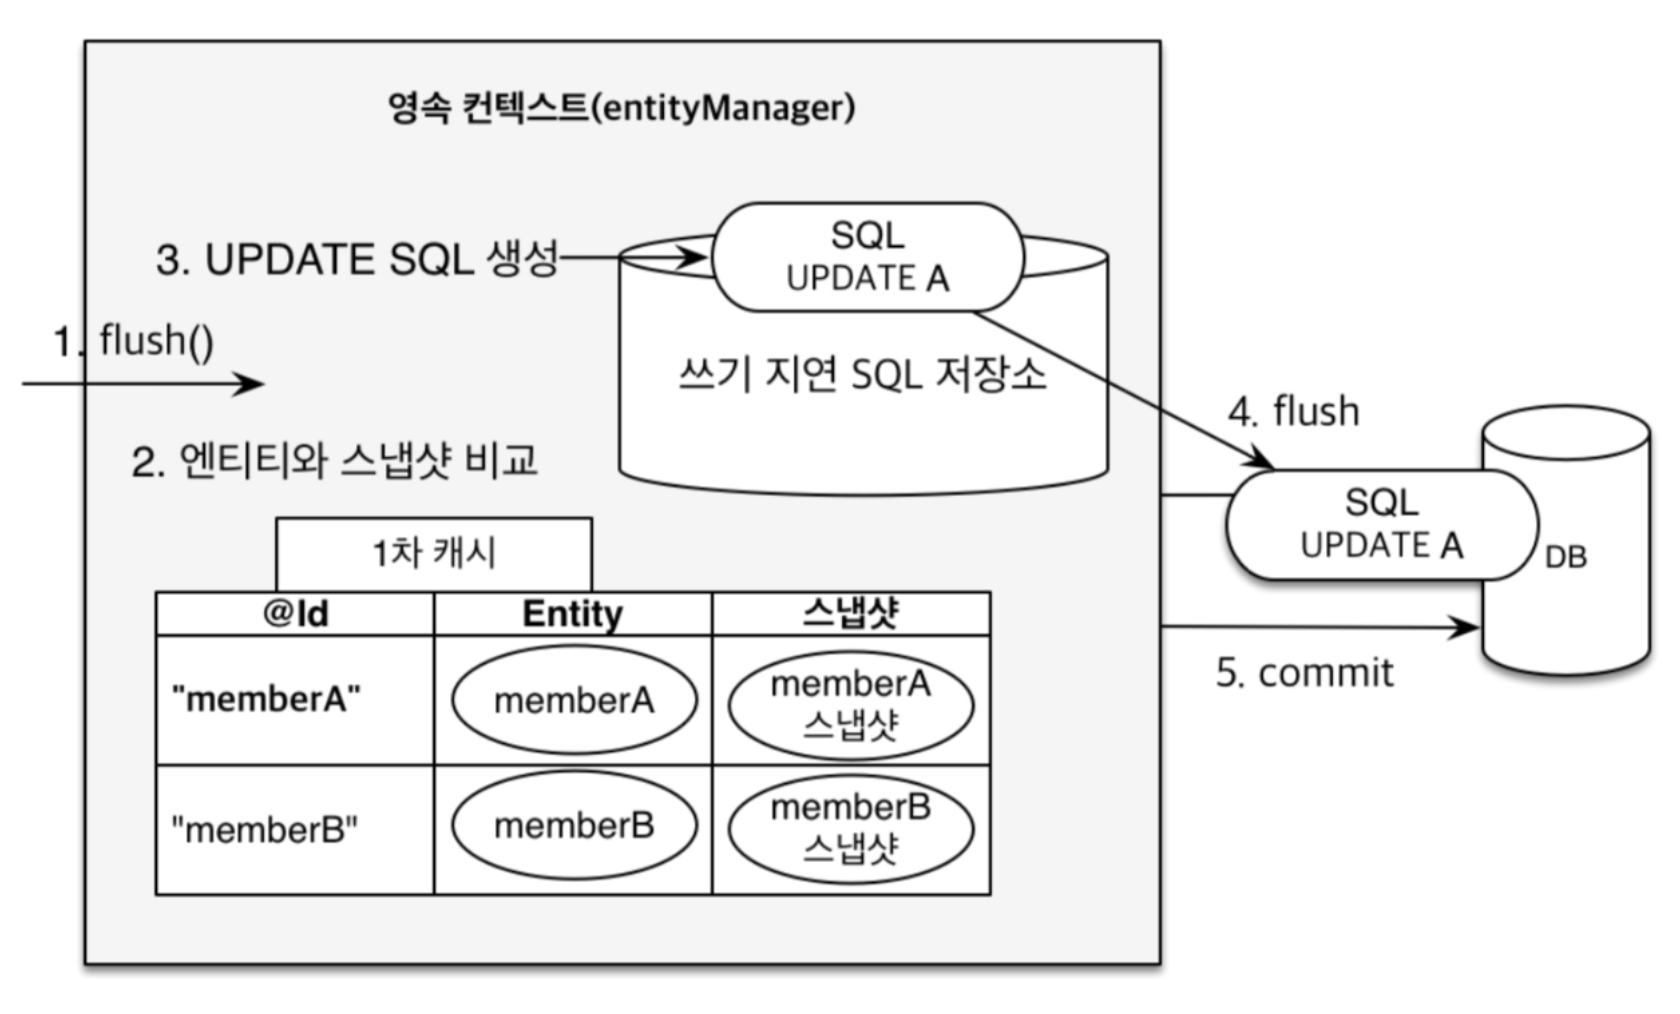 영속 컨텍스트(entityManager)
3. UPDATE SQL 생성
SQL
UPDATE A
1. flush()
쓰기 지연 SQL 저장소
4. flush
2. 엔티티와 스냅샷 비교
SQL
UPDATE A
DB
1차 캐시
@Id
Entity
스냅샷
"memberA"
memberA
memberA
스냅샷
5. commit
"memberB"
memberB
memberB
스냅샷